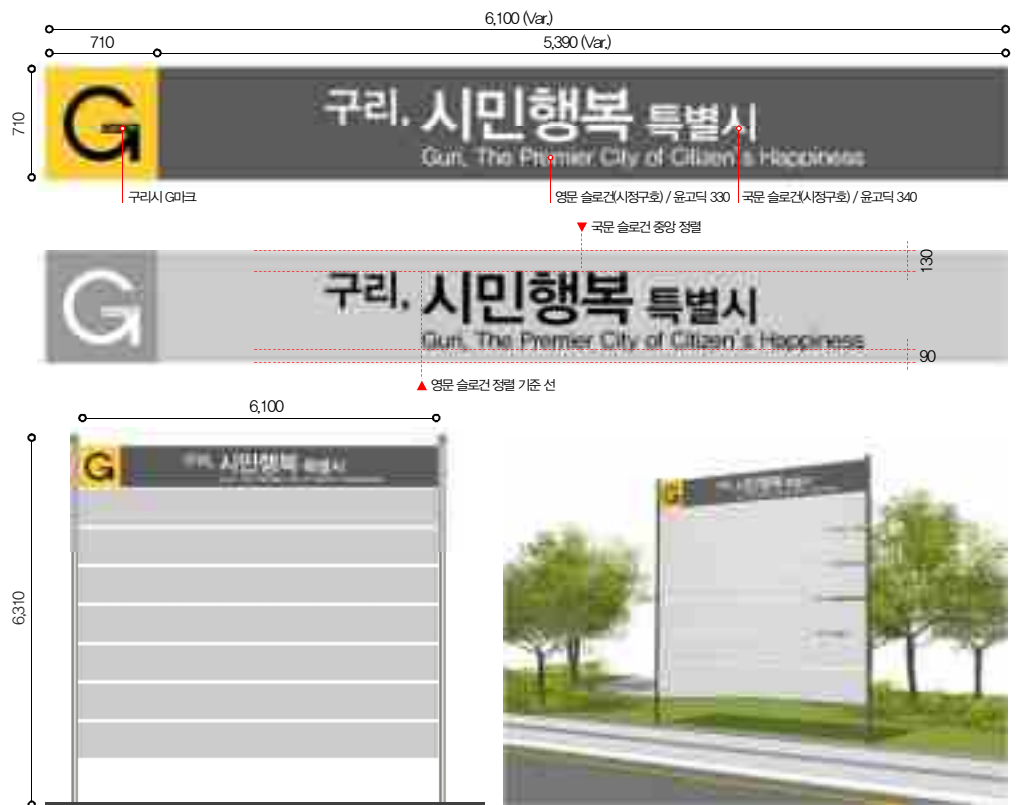 6,100 (Var.)
710
5,390 (Var.)
710
G
구리. 시민행복 특별시
Guri, The Premier City of Citizen's Happiness
구리시 G마크
영문 슬로건(시정구호) / 윤고딕 330
국문 슬로건(시정구호) / 윤고딕 340
국문 슬로건 중앙 정렬
130
G
구리. 시민행복 특별시
Guri, The Premier City of Citizen's Happiness
90
영문 슬로건 정렬 기준 선
6,100
G
구리. 시민행복 특별시
6,310
G
시민행복